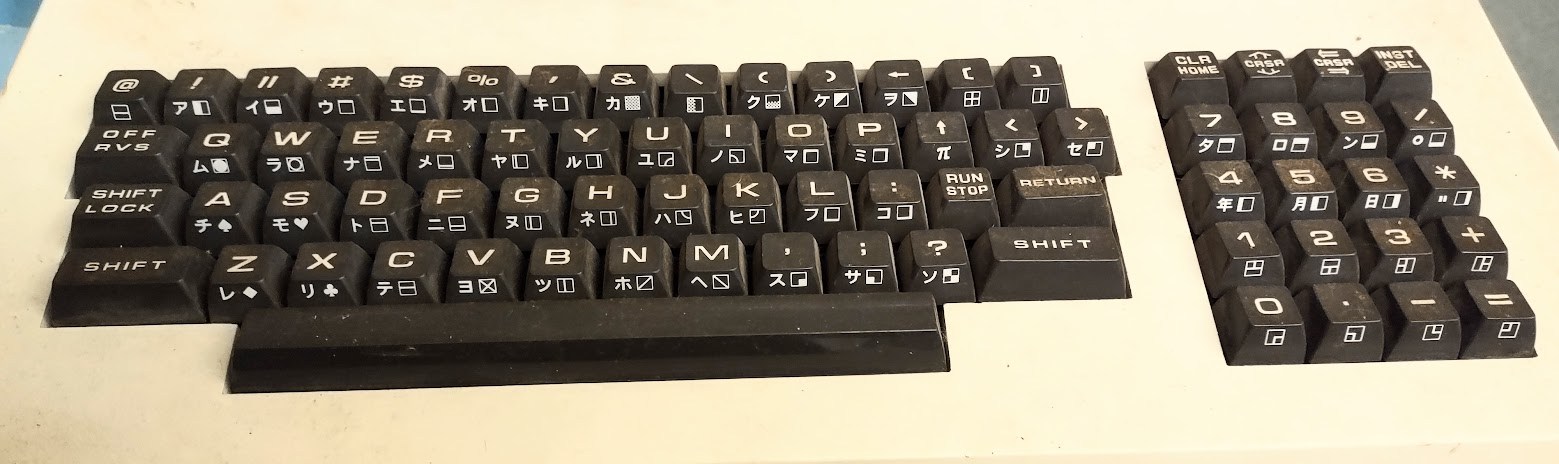 @ ! " # $ % ' & \ ( ) ← [ ] CLR HOME ⇑ CRSR ⇓ ⇐ CRSR ⇒ INST DEL
ア イ ウ エ オ キ カ ク ケ ヲ
OFF RVS Q W E R T Y U I O P ↑ < > 7 8 9 /
ム ラ ナ メ ヤ ル ユ ノ マ ミ π シ セ タ ロ ン °
SHIFT LOCK A S D F G H J K L : RUN STOP RETURN 4 5 6 *
チ♠ モ♥ ト ニ ヌ ネ ハ ヒ フ コ 年 月 日 "
SHIFT Z X C V B N M , ; ? SHIFT 1 2 3 +
レ◆ リ♣ テ ヨ ツ ホ ヘ ス サ ソ
0 . − =